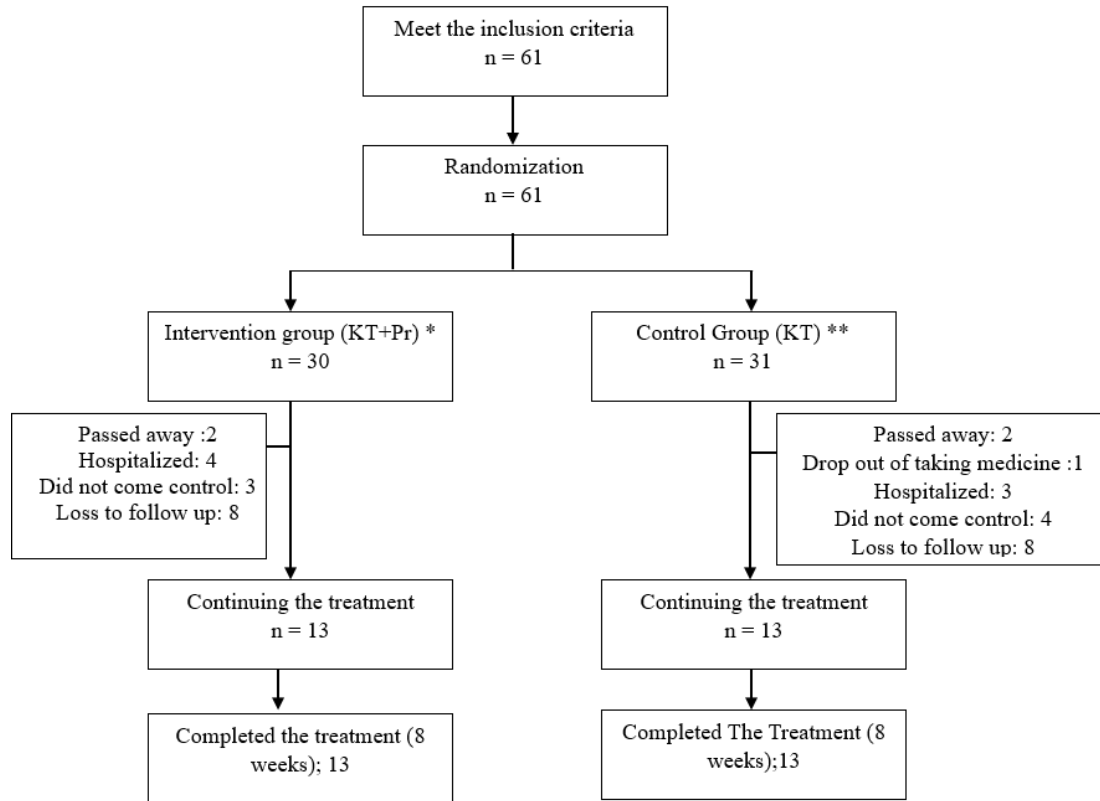 Meet the inclusion criteria
n = 61
Randomization
n = 61
Intervention group (KT+Pr) *
n = 30
Control Group (KT) **
n = 31
Passed away :2
Hospitalized: 4
Did not come control: 3
Loss to follow up: 8
Passed away: 2
Drop out of taking medicine :1
Hospitalized: 3
Did not come control: 4
Loss to follow up: 8
Continuing the treatment
n = 13
Continuing the treatment
n = 13
Completed the treatment (8
weeks); 13
Completed The Treatment (8
weeks);13